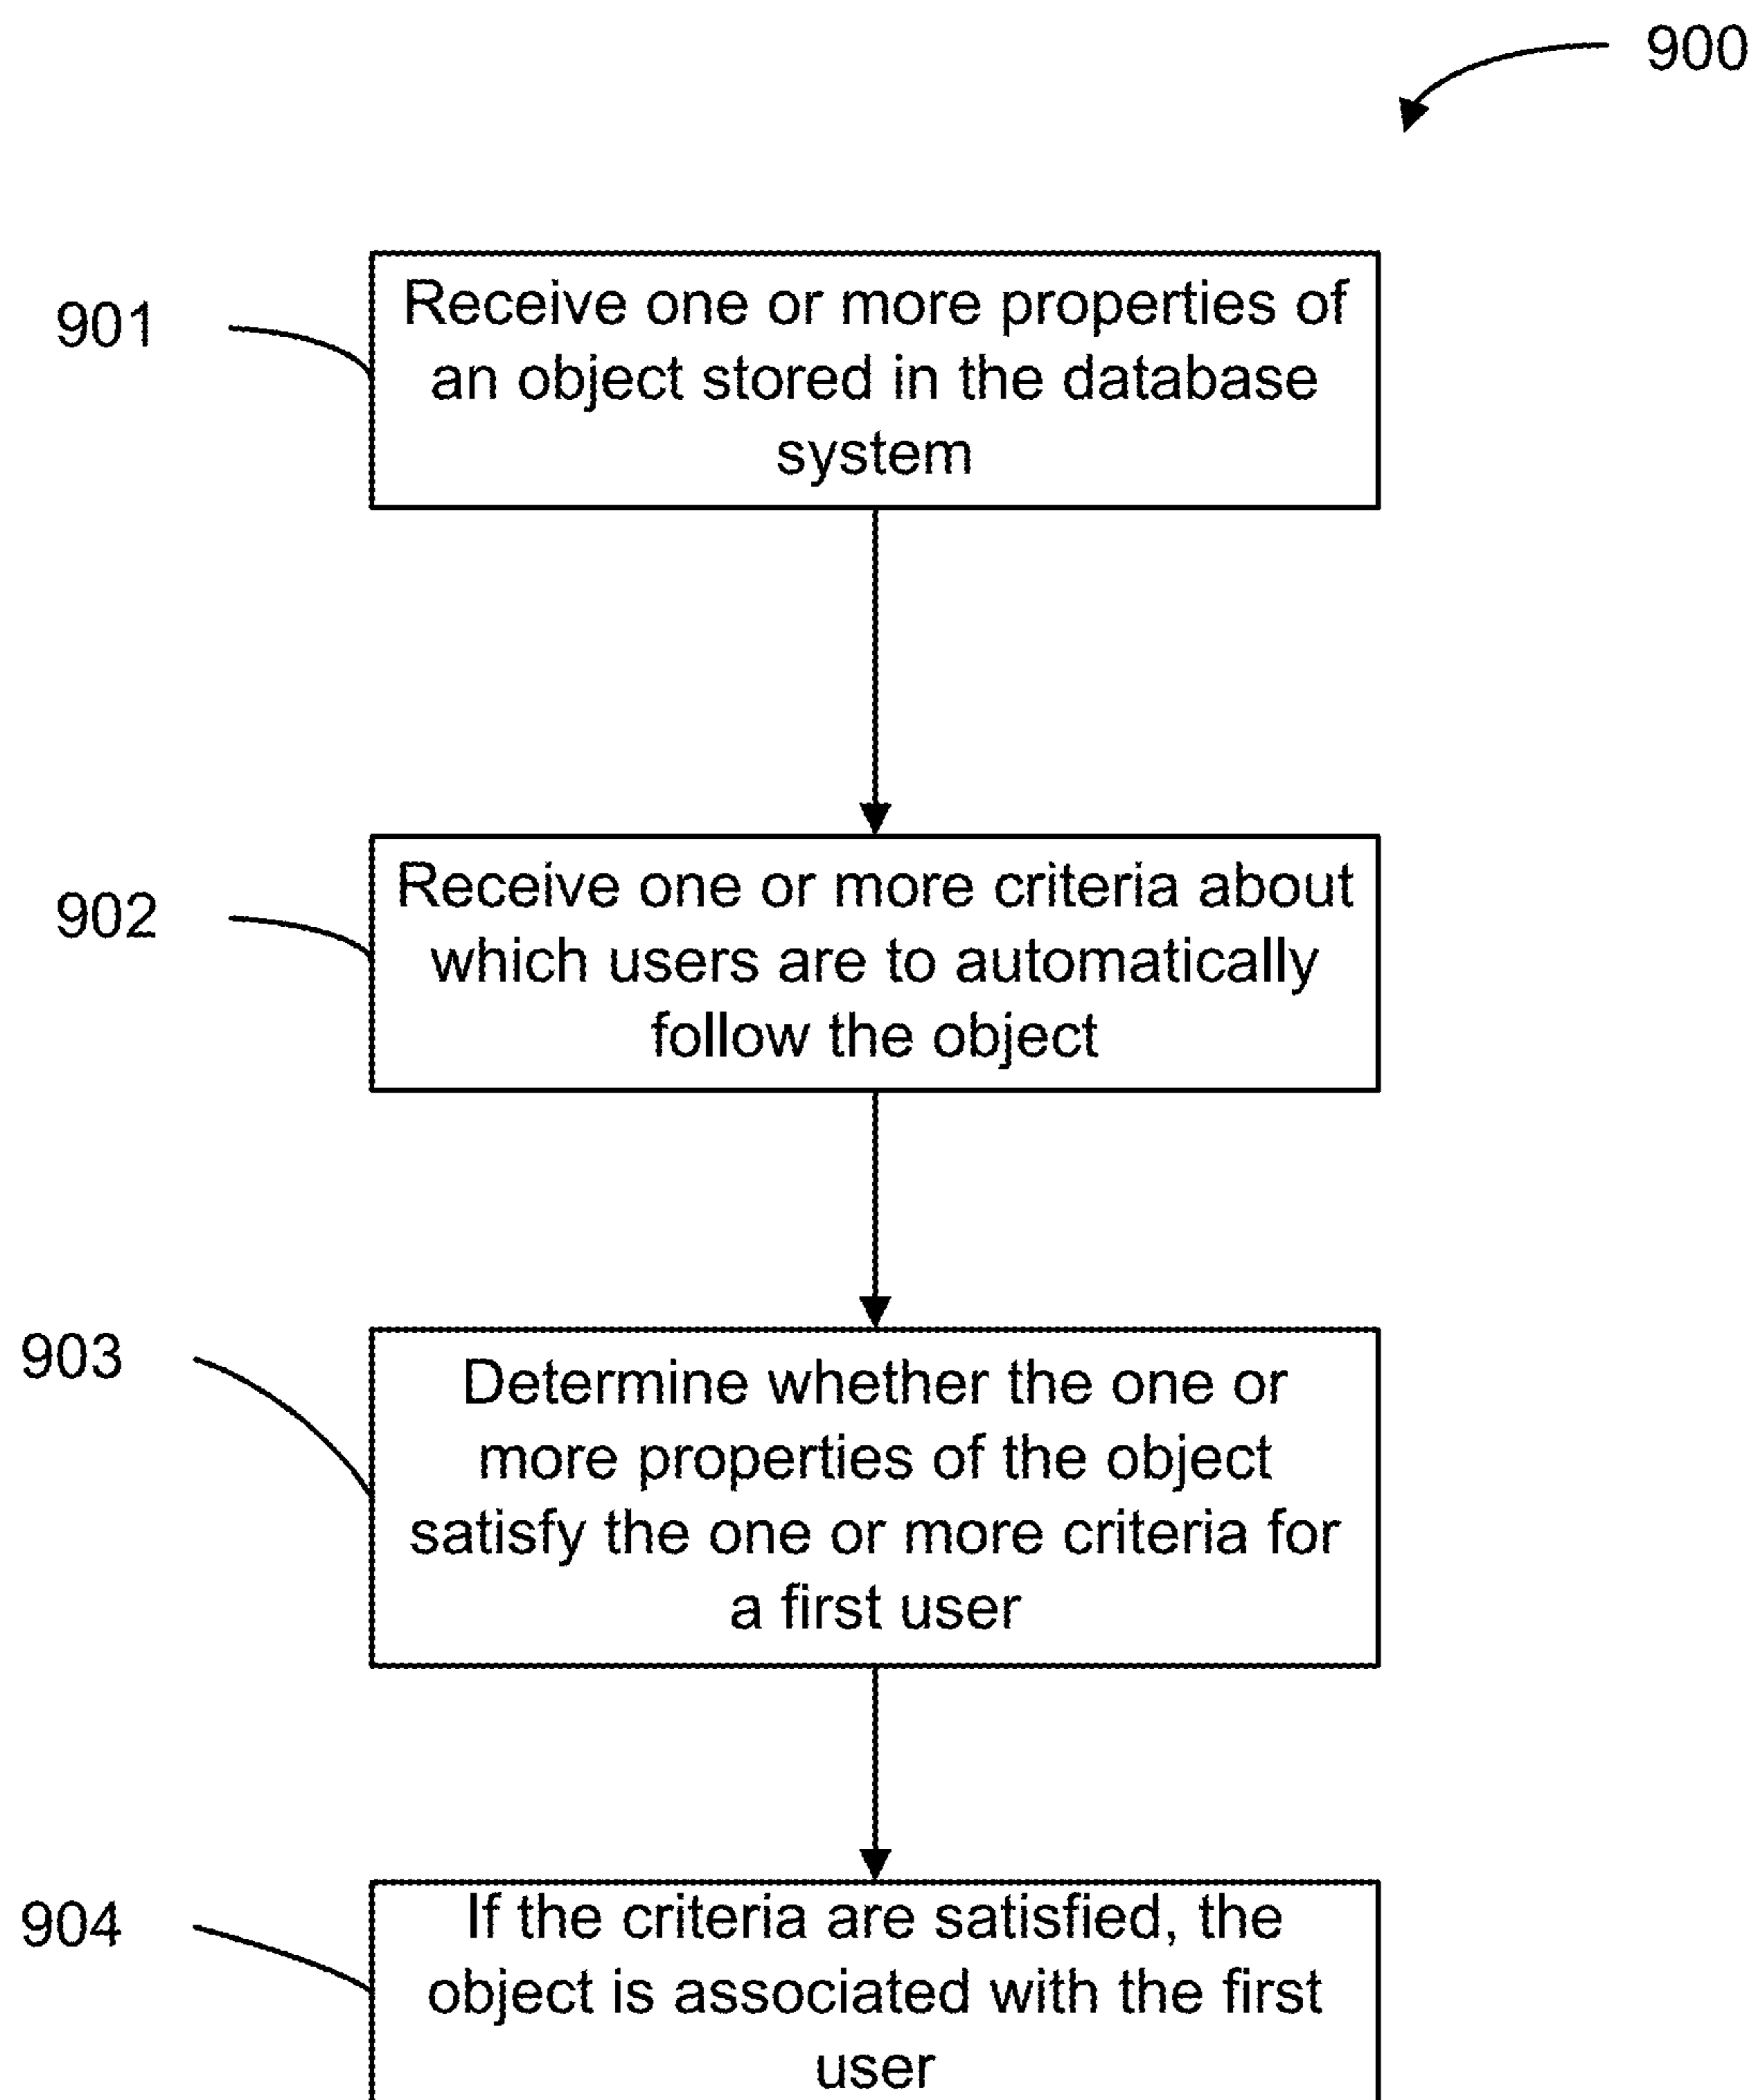 900
901
Receive one or more properties of
an object stored in the database
system
902
Receive one or more criteria about
which users are to automatically
follow the object
903
Determine whether the one or
more properties of the object
satisfy the one or more criteria for
a first user
904
If the criteria are satisfied, the
object is associated with the first
user